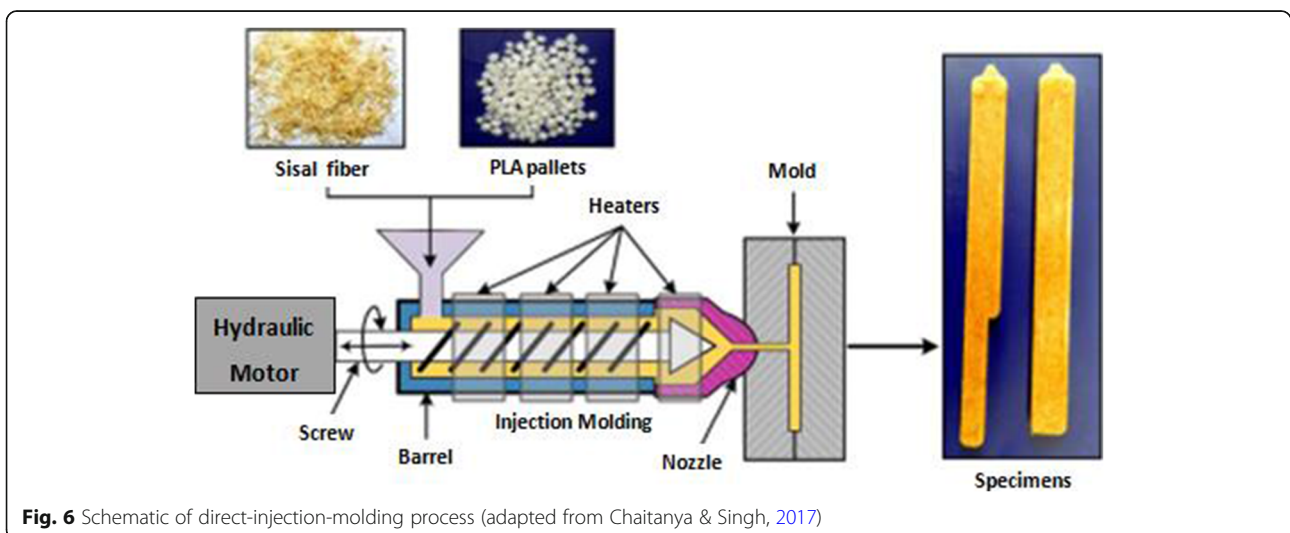 Sisal fiber
PLA pallets
Heaters
Mold
Hydraulic
Motor
Screw
Barrel
Injection Molding
Nozzle
Specimens
Fig. 6 Schematic of direct-injection-molding process (adapted from Chaitanya & Singh, 2017)